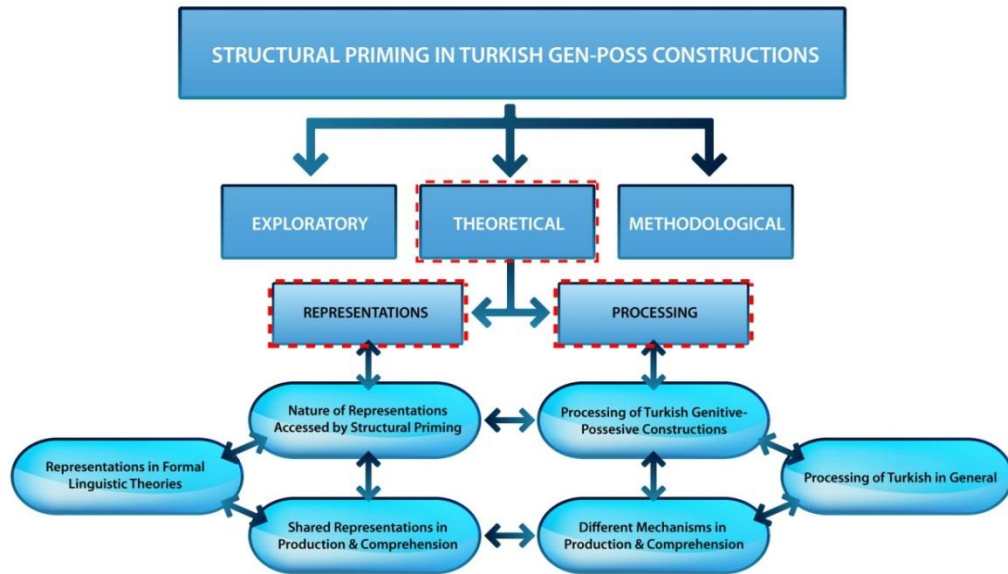 STRUCTURAL PRIMING IN TURKISH GEN-POSS CONSTRUCTIONS
EXPLORATORY
THEORETICAL
METHODOLOGICAL
REPRESENTATIONS
PROCESSING
Nature of Representations
Accessed by Structural Priming
Processing of Turkish Genitive-
Possesive Constructions
Representations in Formal
Linguistic Theories
Processing of Turkish in General
Shared Representations in
Production & Comprehension
Different Mechanisms in
Production & Comprehension